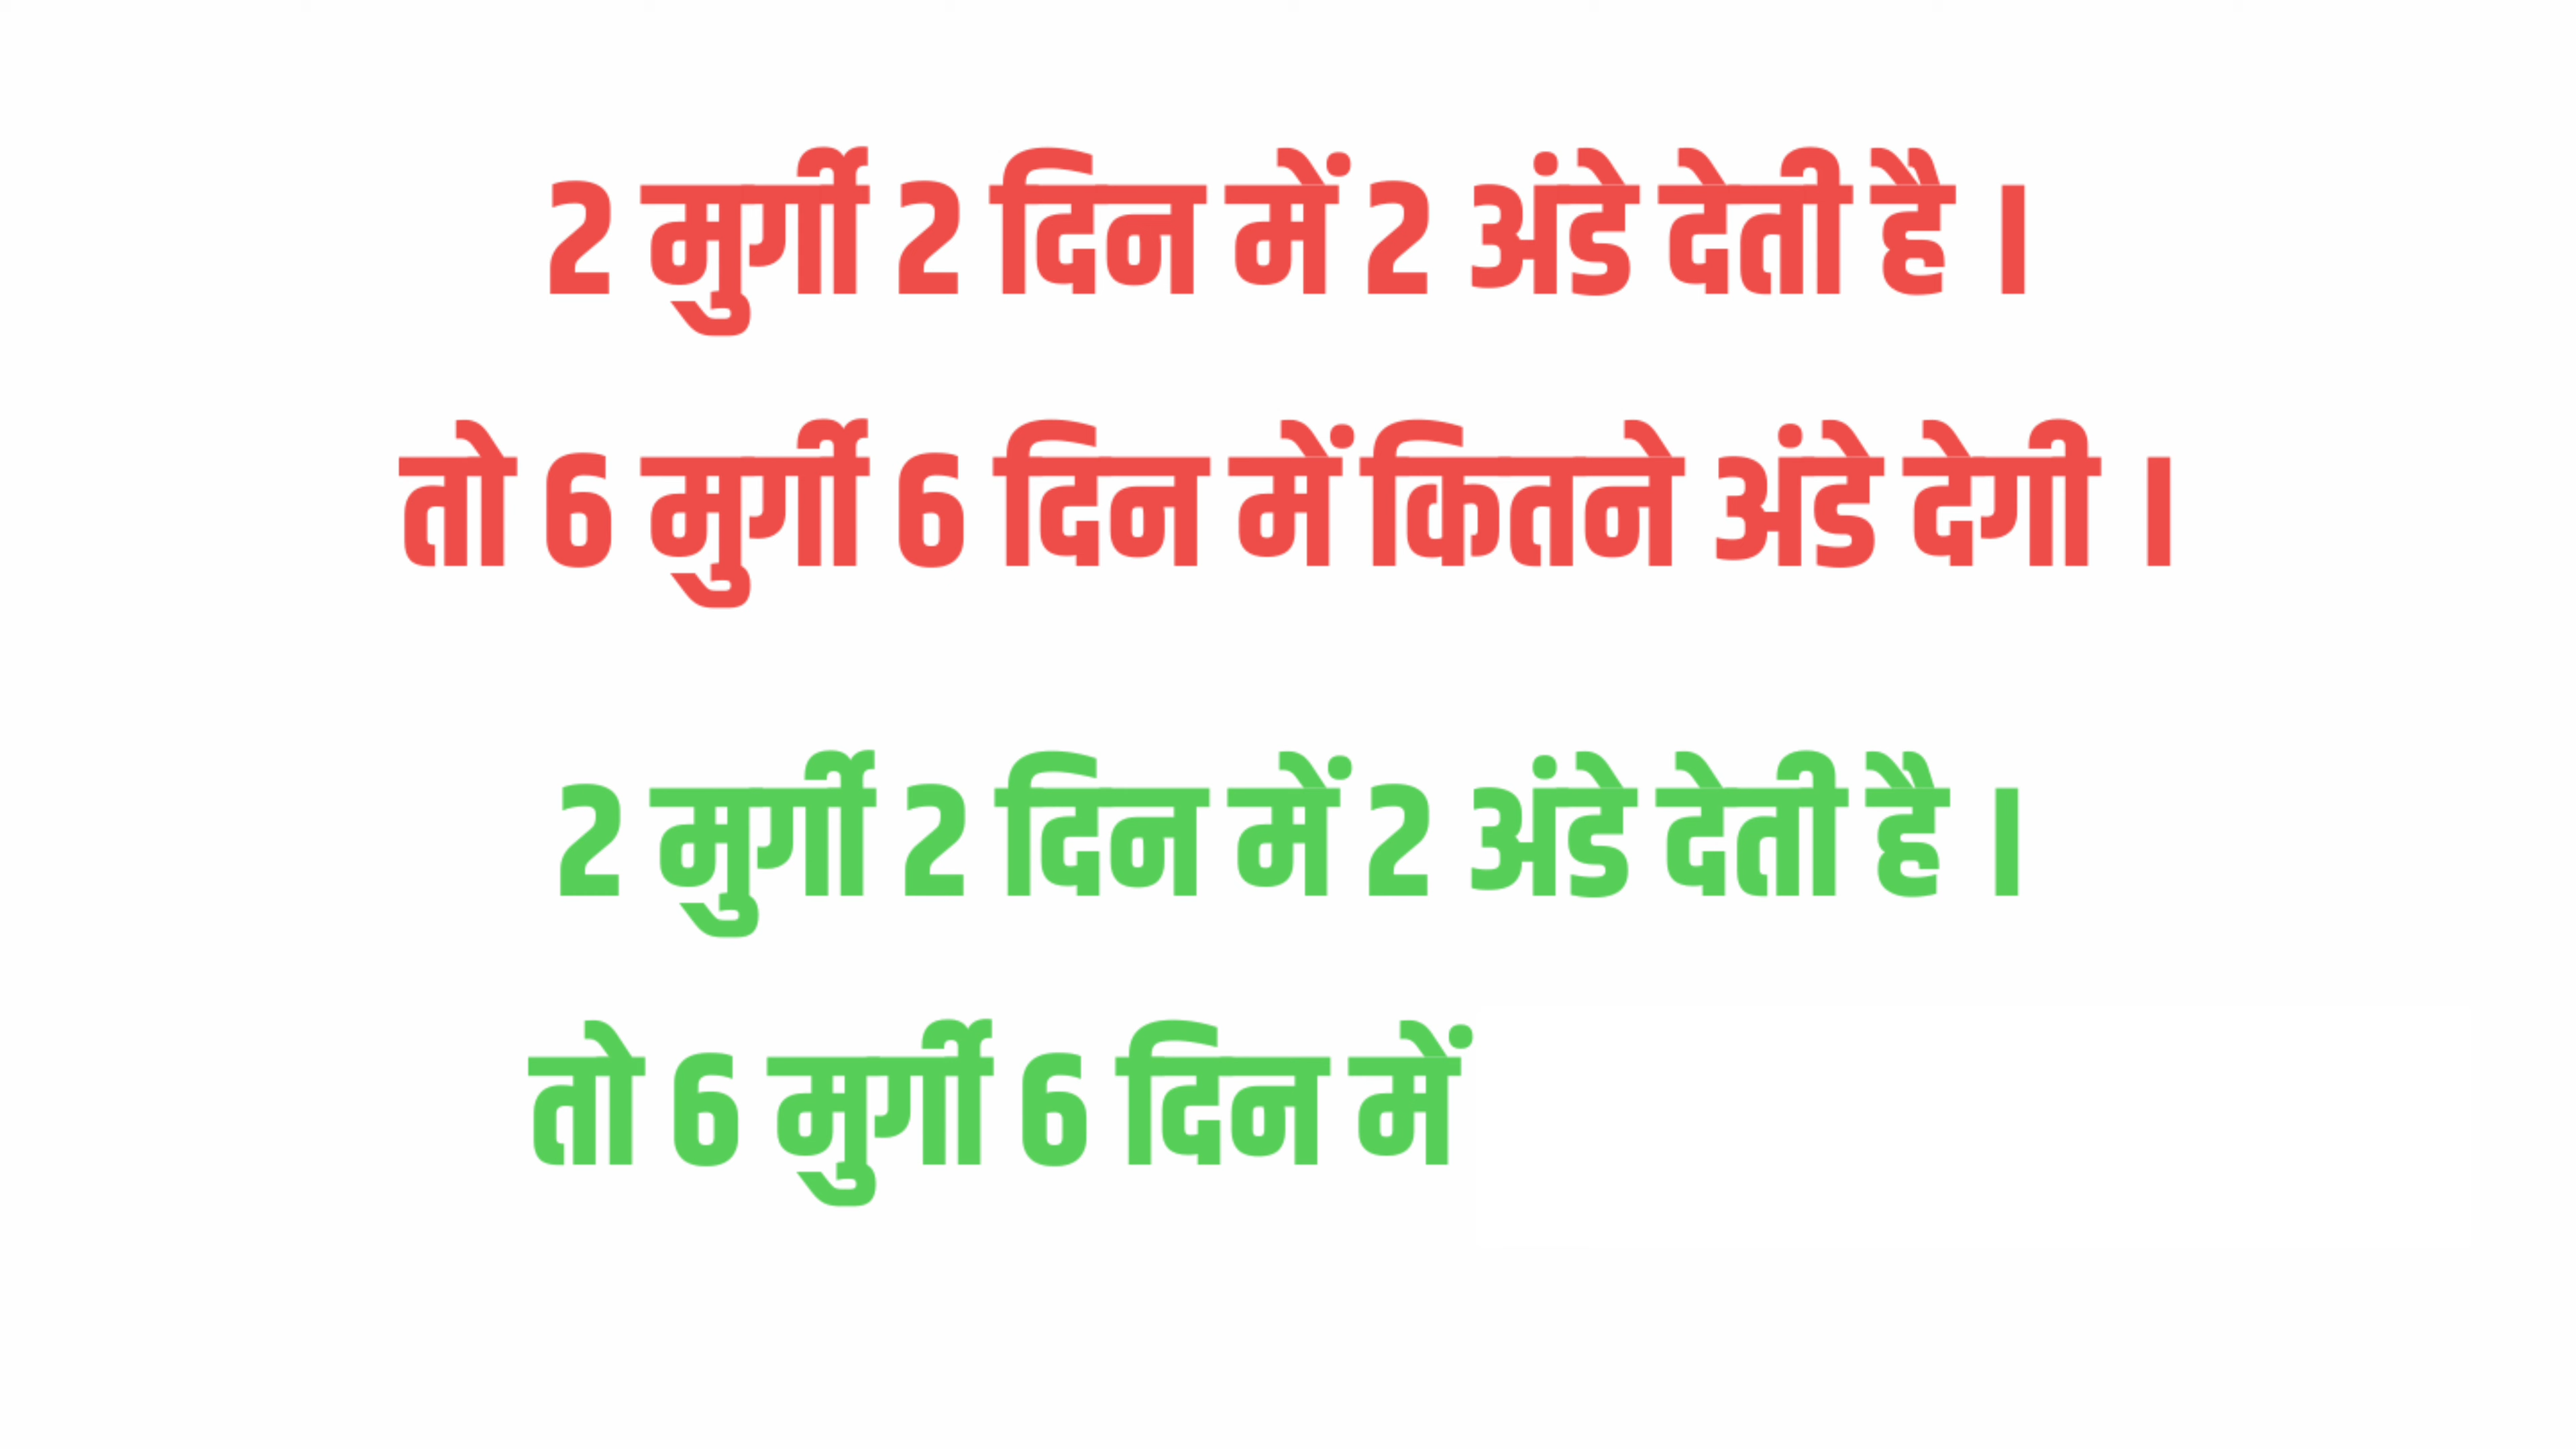 2 मुर्गी 2 दिन में 2 अंडे देती है ।
तो 6 मुर्गी 6 दिन में कितने अंडे देगी ।
2 मुर्गी 2 दिन में 2 अंडे देती है ।
तो 6 मुर्गी 6 दिन में